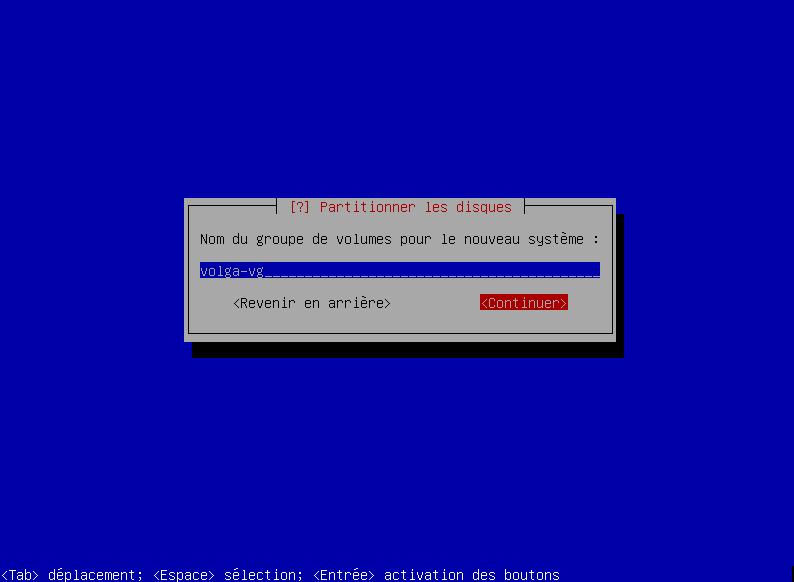 [?] Partitionner les disques
Nom du groupe de volumes pour le nouveau système :
volga-vg__________________________________________
<Revenir en arrière> <Continuer>
<Tab> déplacement; <Espace> sélection; <Entrée> activation des boutons